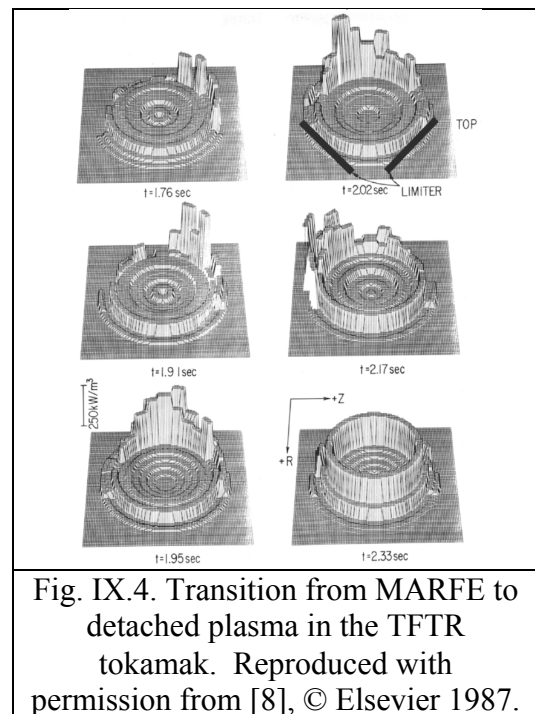 TOP
t=1.76 sec
t=2.02 sec
LIMITER
t=1.91 sec
t=2.17 sec
250kW/m³
+Z
+R
t=1.95 sec
t=2.33 sec
Fig. IX.4. Transition from MARFE to
detached plasma in the TFTR
tokamak. Reproduced with
permission from [8], © Elsevier 1987.